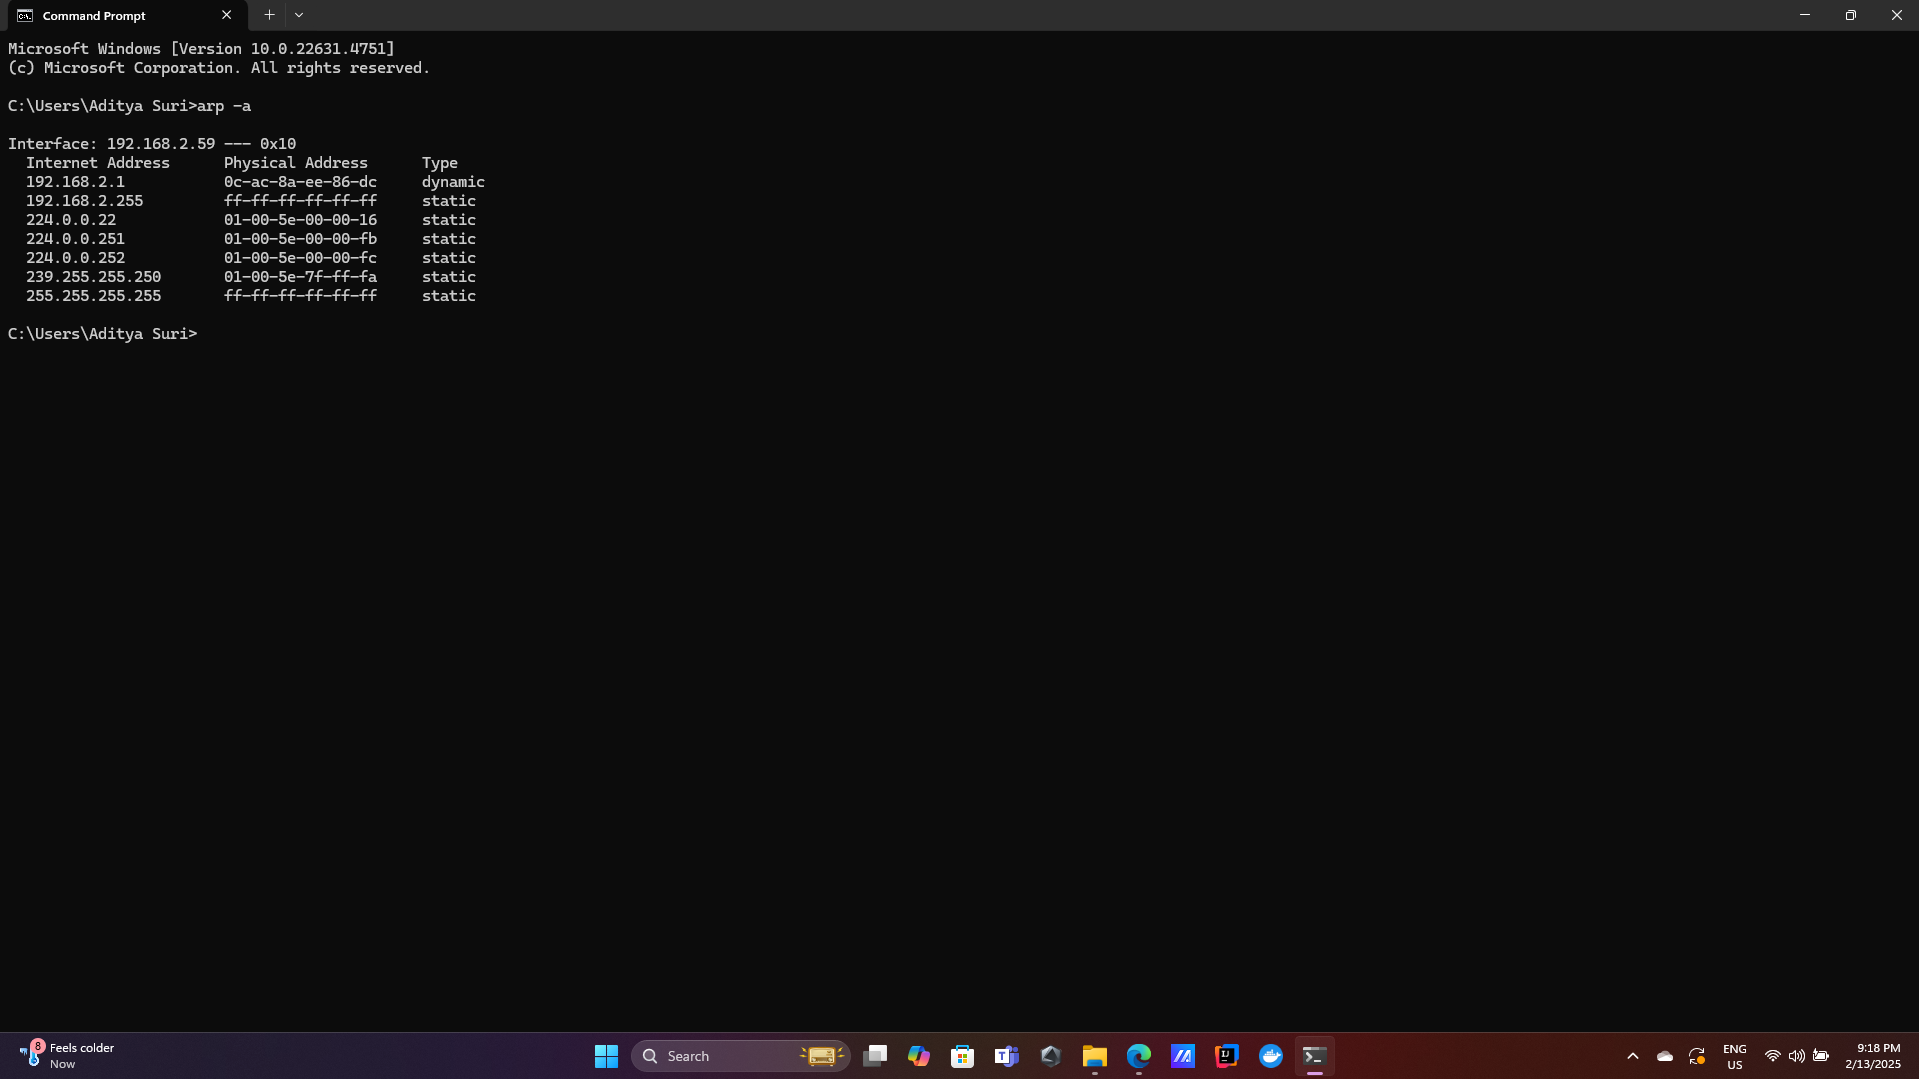 Command Prompt
Microsoft Windows [Version 10.0.22631.4751]
(c) Microsoft Corporation. All rights reserved.
C:\Users\Aditya Suri>arp -a
Interface: 192.168.2.59 --- 0x10
  Internet Address      Physical Address      Type
  192.168.2.1           0c-ac-8a-ee-86-dc     dynamic
  192.168.2.255         ff-ff-ff-ff-ff-ff     static
  224.0.0.22            01-00-5e-00-00-16     static
  224.0.0.251           01-00-5e-00-00-fb     static
  224.0.0.252           01-00-5e-00-00-fc     static
  239.255.255.250       01-00-5e-7f-ff-fa     static
  255.255.255.255       ff-ff-ff-ff-ff-ff     static
C:\Users\Aditya Suri>
8
Feels colder
Now
Search
ENG
US
9:18 PM
2/13/2025